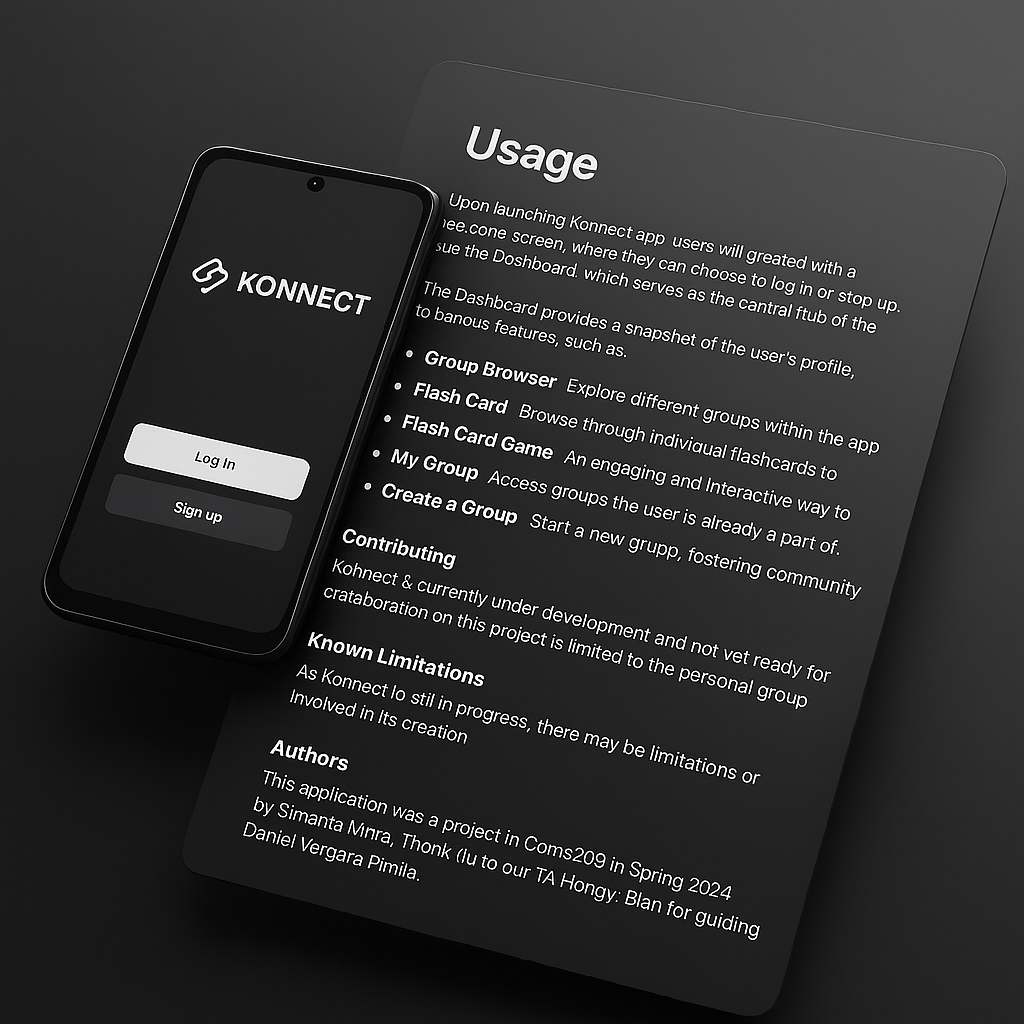 KONNECT
Log In
Sign up
Usage
Upon launching Konnect app users will greated with a
nee.cone screen, where they can choose to log in or stop up.
sue the Dashboard. which serves as the cantral ftub of the
The Dashbcard provides a snapshet of the user's profile,
to banous features, such as.
• Group Browser Explore different groups within the app
• Flash Card Browse through individual flashcards to
• Flash Card Game An engaging and Interactive way to
• My Group Access groups the user is already a part of.
• Create a Group Start a new grupp, fostering community
Contributing
Kohnect & currently under development and not vet ready for
crataboration on this project is limited to the personal group
Known Limitations
As Konnect lo stil in progress, there may be limitations or
Involved in Its creation
Authors
This application was a project in Coms209 in Spring 2024
by Simanta Mnra, Thonk (lu to our TA Hongy: Blan for guiding
Daniel Vergara Pimila.